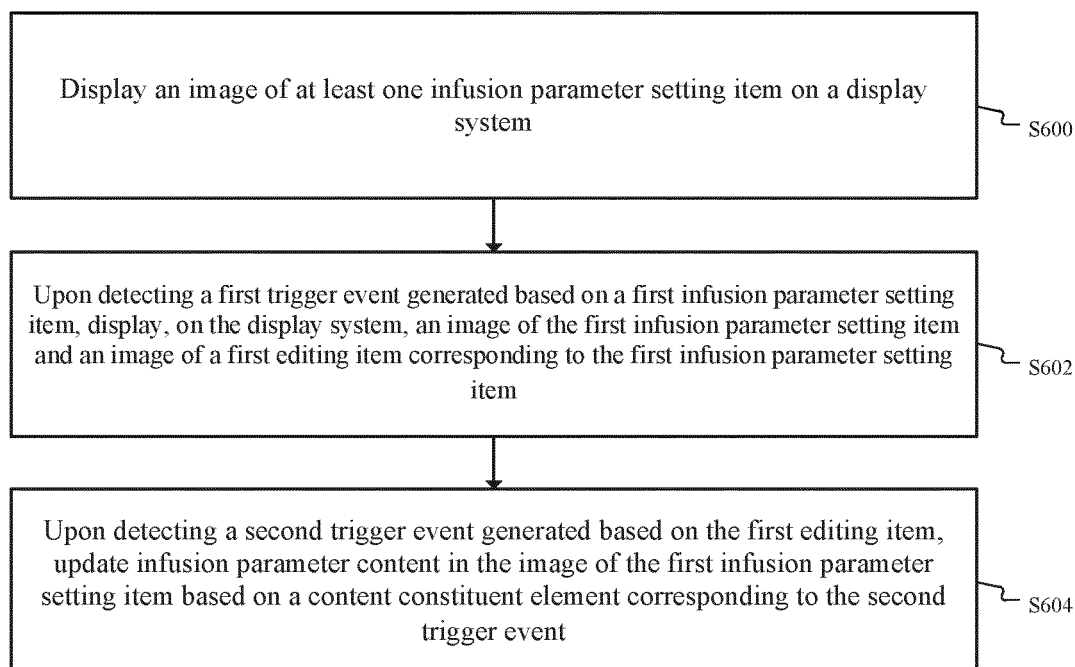 Display an image of at least one infusion parameter setting item on a display
system
S600
Upon detecting a first trigger event generated based on a first infusion parameter setting
item, display, on the display system, an image of the first infusion parameter setting item
and an image of a first editing item corresponding to the first infusion parameter setting
item
S602
Upon detecting a second trigger event generated based on the first editing item,
update infusion parameter content in the image of the first infusion parameter
setting item based on a content constituent element corresponding to the second
trigger event
S604